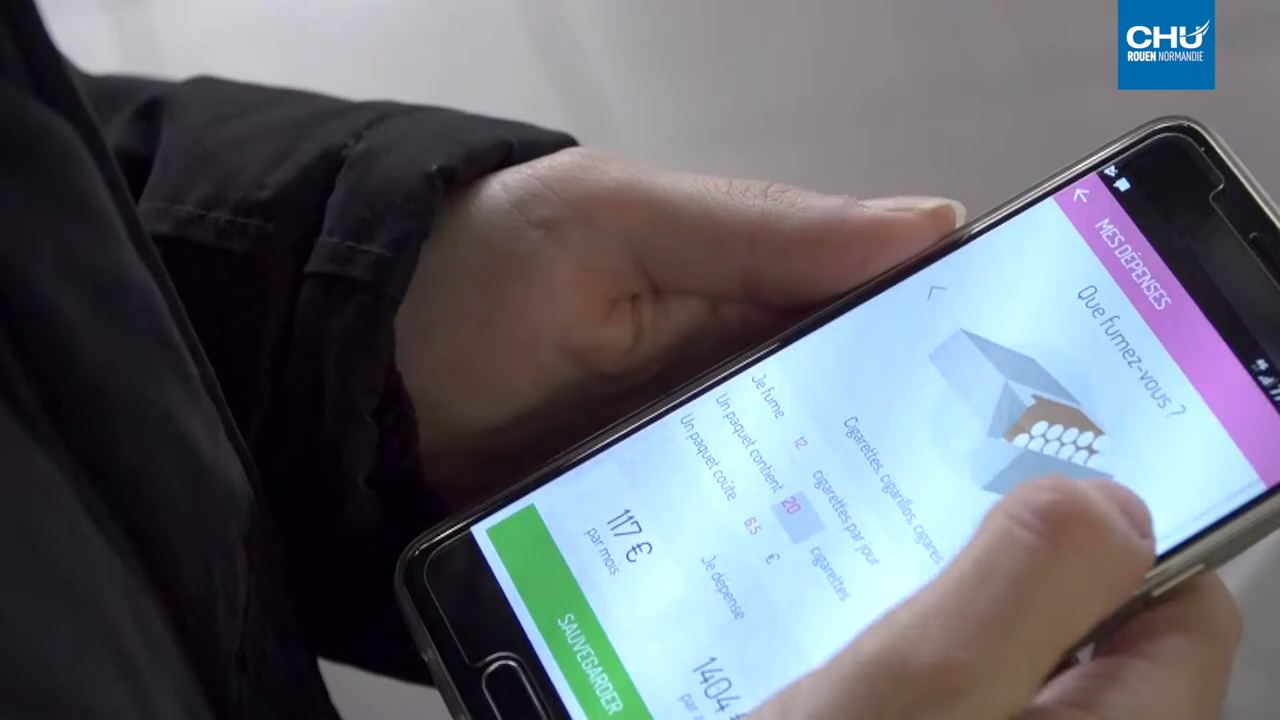 CHU
ROUEN NORMANDIE
MES DÉPENSES
Que fumez-vous ?
Cigarettes, cigarillos, cigares
Je fume 12 cigarettes par jour
Un paquet contient 20 cigarettes
Un paquet coûte 6.5 €
Je dépense
117 € 1404 €
par mois par
SAUVEGARDER